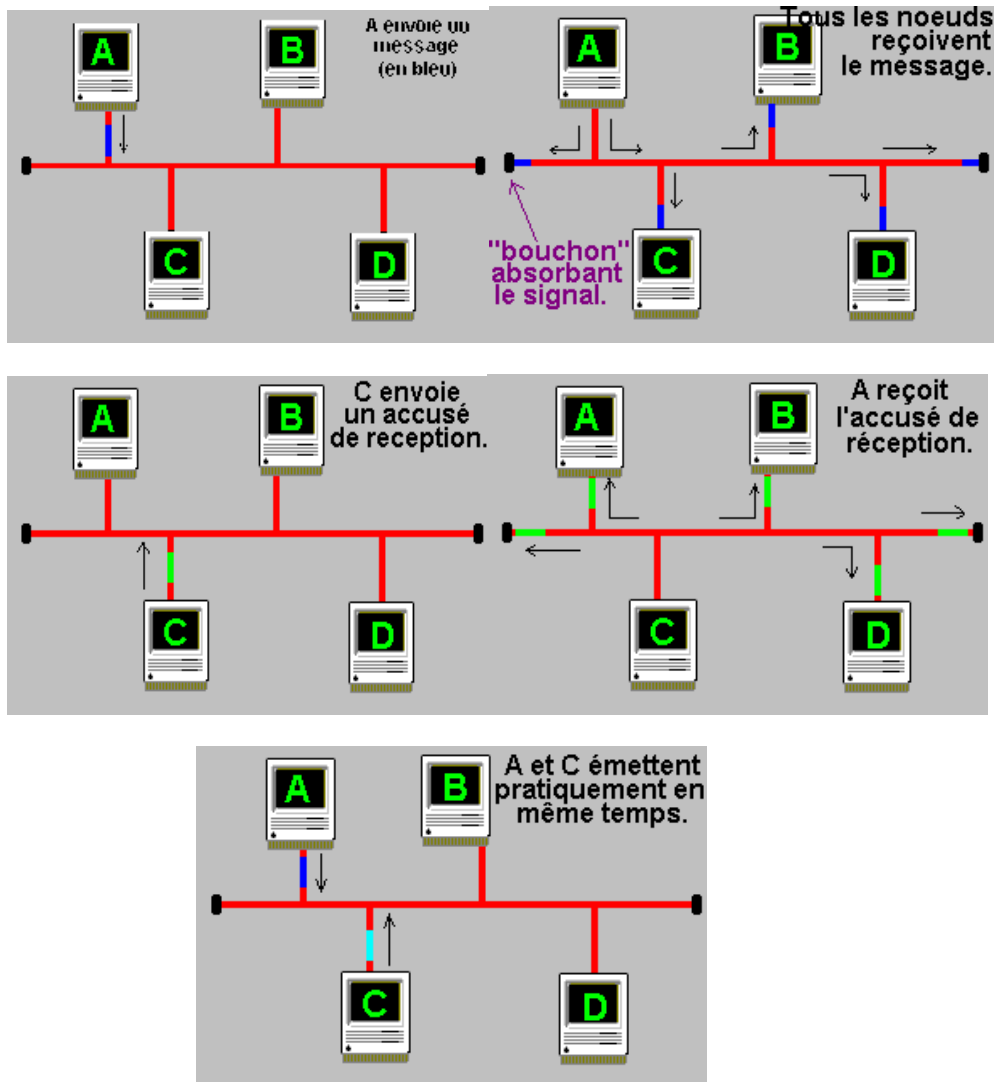 A envoie un
message
(en bleu)
A
B
C
D
Tous les noeuds
reçoivent
le message.
A
B
"bouchon"
absorbant
le signal.
C
D
C envoie
un accusé
de reception.
A
B
C
D
A reçoit
l'accusé de
réception.
A
B
C
D
A et C émettent
pratiquement en
même temps.
A
B
C
D